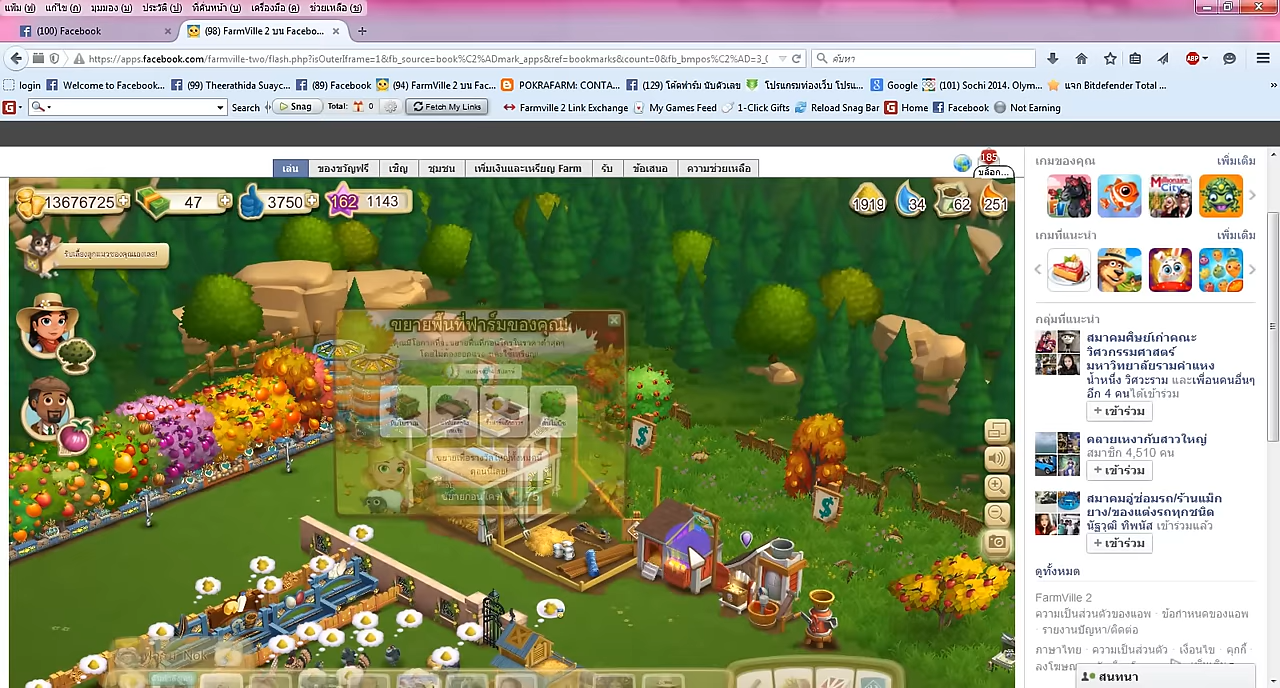 แฟ้ม (ฟ) แก้ไข (ก) มุมมอง (ม) ประวัติ (ป) ที่คั่นหน้า (น) เครื่องมือ (ค) ช่วยเหลือ (ช)
(100) Facebook × (98) FarmVille 2 บน Facebo... × +
https://apps.facebook.com/farmville-two/flash.php?isOuterIframe=1&fb_source=book%C2%ADmark_apps&ref=bookmarks&count=0&fb_bmpos%C2%AD=3_0 ค้นหา ABP
login Welcome to Facebook... (99) Theerathida Suayc... (89) Facebook (94) FarmVille 2 บน Fac... POKRAFARM: CONTA... (129) โค้ดฟาร์ม นับตัวเลข โปรแกรมท่องเว็บ โปรแ... Google (101) Sochi 2014. Olym... แจก Bitdefender Total ... »
Search Snag Total: 0 Fetch My Links Farmville 2 Link Exchange My Games Feed 1-Click Gifts Reload Snag Bar Home Facebook Not Earning
เล่น ของขวัญฟรี เชิญ ชุมชน เพิ่มเงินและเหรียญ Farm รับ ข้อเสนอ ความช่วยเหลือ
185
บล็อก...
13676725 47 3750 162 1143 1919 34 62 251
ขยายพื้นที่ฟาร์มของคุณ!
เกมของคุณ เพิ่มเติม
Millionaire City
เกมที่แนะนำ เพิ่มเติม
กลุ่มที่แนะนำ
สมาคมศิษย์เก่าคณะ
วิศวกรรมศาสตร์
มหาวิทยาลัยรามคำแหง
น้ำหนึ่ง วิศวะราม และเพื่อนคนอื่นๆ
อีก 4 คนได้เข้าร่วม
+ เข้าร่วม
คลายเหงากับสาวใหญ่
สมาชิก 4,510 คน
+ เข้าร่วม
สมาคมอู่ซ่อมรถ/ร้านแม็ก
ยาง/ของแต่งรถทุกชนิด
นัฐวุฒิ ทิพนัส เข้าร่วมแล้ว
+ เข้าร่วม
ดูทั้งหมด
FarmVille 2
ความเป็นส่วนตัวของแอพ · ข้อกำหนดของแอพ
· รายงานปัญหา/ติดต่อ
ภาษาไทย · ความเป็นส่วนตัว · เงื่อนไข · คุกกี้ ·
สนทนา